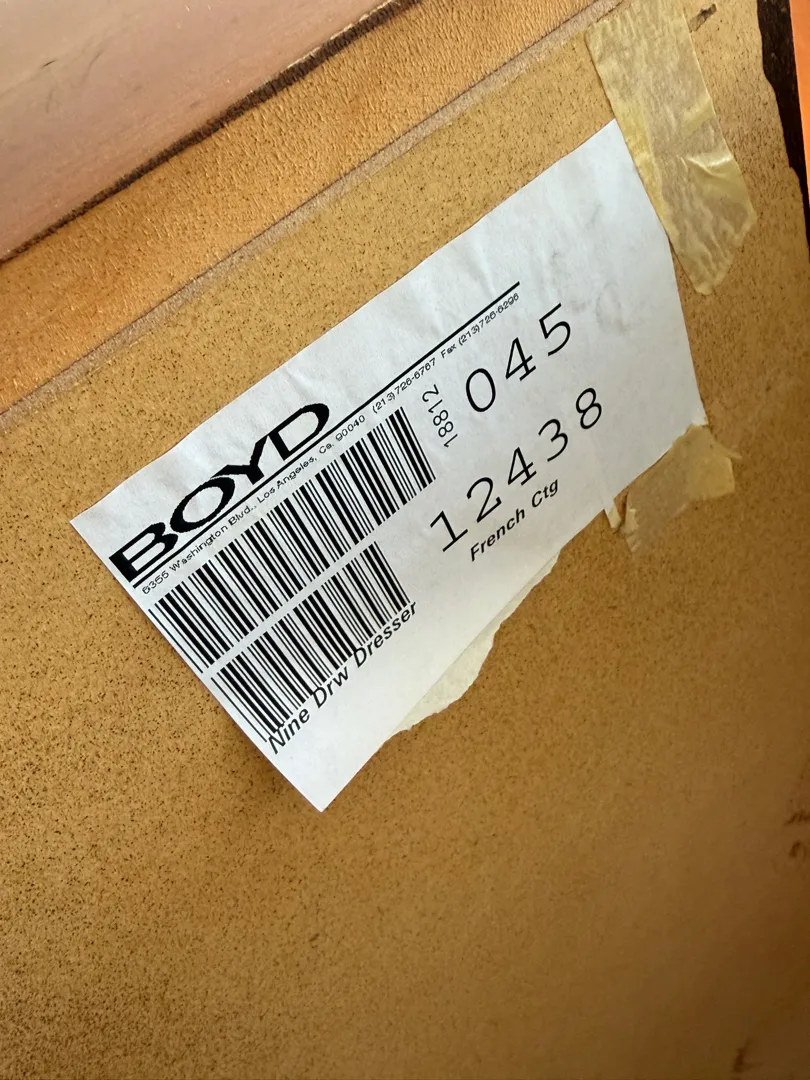 BOYD
6355 Washington Blvd., Los Angeles, Ca. 90040 (213)726-6767 Fax (213)726-6296
18812
045
12438
French Ctg
Nine Drw Dresser